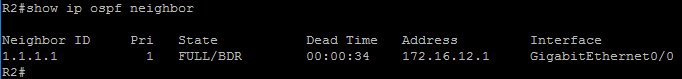 R2#show ip ospf neighbor
Neighbor ID     Pri   State           Dead Time   Address         Interface
1.1.1.1           1   FULL/BDR        00:00:34    172.16.12.1     GigabitEthernet0/0
R2#